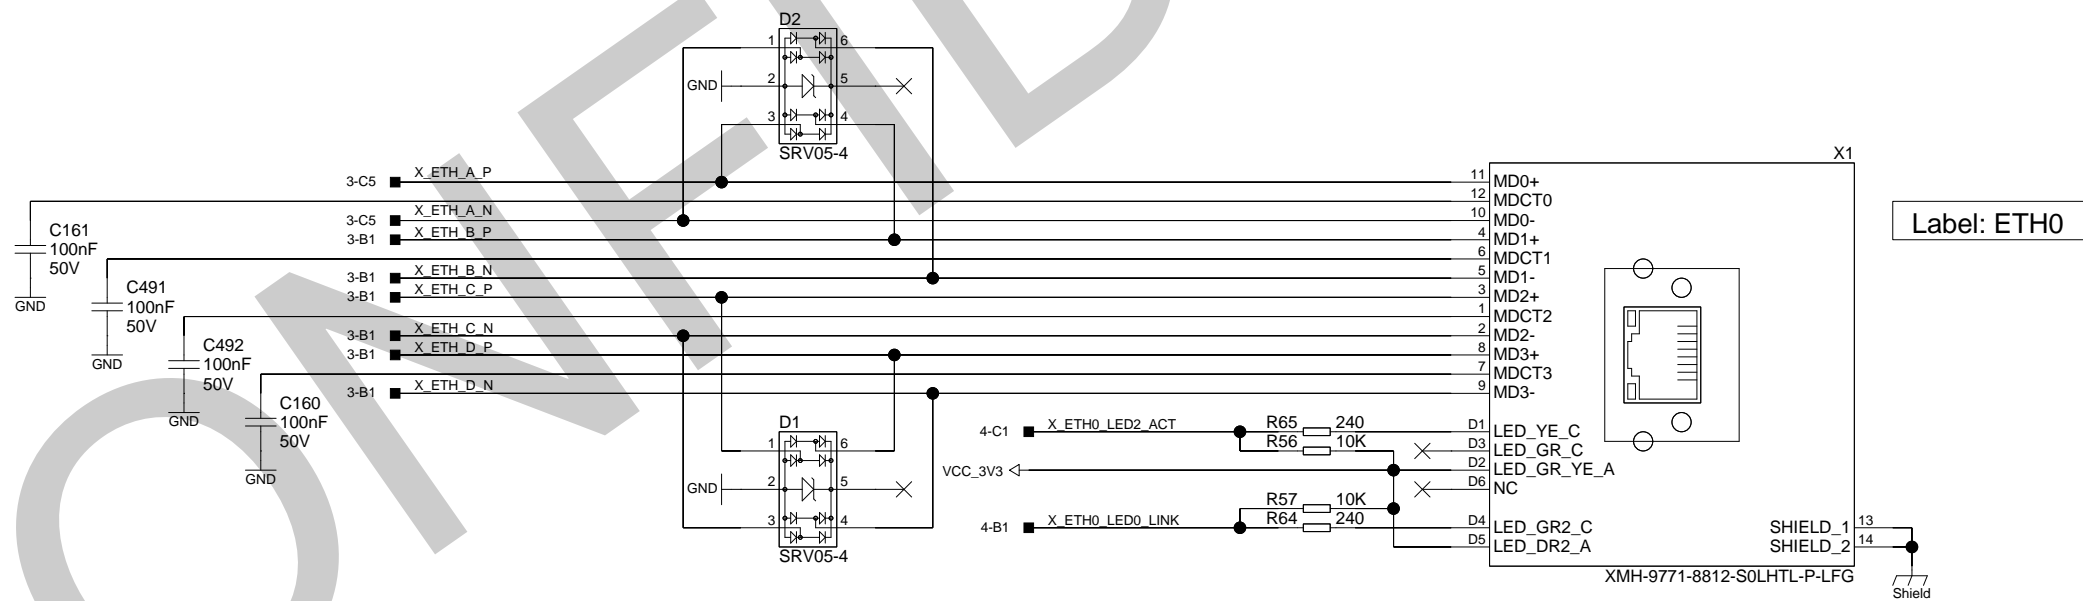 D2
1
6
GND
2
5
3
4
SRV05-4
X1
3-C5
X_ETH_A_P
11
MD0+
12
MDCT0
3-C5
X_ETH_A_N
10
MD0-
3-B1
X_ETH_B_P
4
MD1+
6
MDCT1
3-B1
X_ETH_B_N
5
MD1-
3-B1
X_ETH_C_P
3
MD2+
1
MDCT2
3-B1
X_ETH_C_N
2
MD2-
3-B1
X_ETH_D_P
8
MD3+
7
MDCT3
3-B1
X_ETH_D_N
9
MD3-
Label: ETH0
C161
100nF
50V
GND
C491
100nF
50V
GND
C492
100nF
50V
GND
C160
100nF
50V
GND
D1
1
6
GND
2
5
3
4
SRV05-4
4-C1
X_ETH0_LED2_ACT
R65
240
D1
LED_YE_C
R56
10K
D3
LED_GR_C
VCC_3V3
D2
LED_GR_YE_A
D6
NC
R57
10K
4-B1
X_ETH0_LED0_LINK
R64
240
D4
LED_GR2_C
D5
LED_DR2_A
SHIELD_1
13
SHIELD_2
14
XMH-9771-8812-S0LHTL-P-LFG
Shield
ONFID